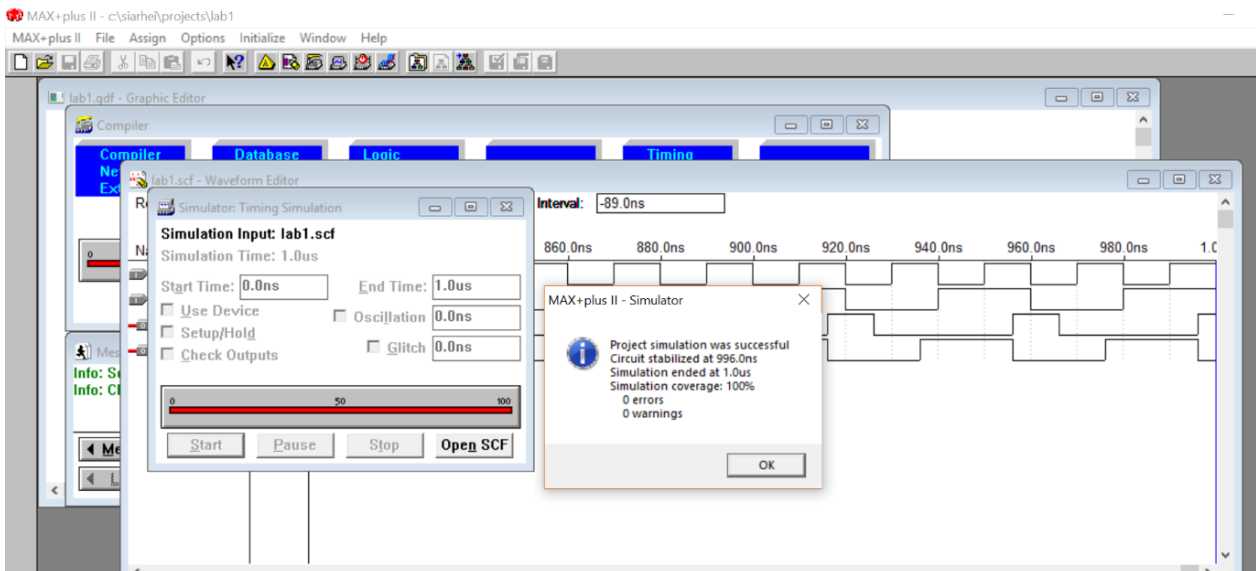 MAX+plus II - c:\siarhei\projects\lab1
MAX+plus II File Assign Options Initialize Window Help
lab1.gdf - Graphic Editor
Compiler
Compiler Database Logic Timing
lab1.scf - Waveform Editor
Interval: -89.0ns
Simulator: Timing Simulation
Simulation Input: lab1.scf
Simulation Time: 1.0us
Start Time: 0.0ns End Time: 1.0us
Use Device Oscillation 0.0ns
Setup/Hold
Check Outputs Glitch 0.0ns
0 50 100
Start Pause Stop Open SCF
860.0ns 880.0ns 900.0ns 920.0ns 940.0ns 960.0ns 980.0ns
MAX+plus II - Simulator
Project simulation was successful
Circuit stabilized at 996.0ns
Simulation ended at 1.0us
Simulation coverage: 100%
0 errors
0 warnings
OK
0
Info:
Info: